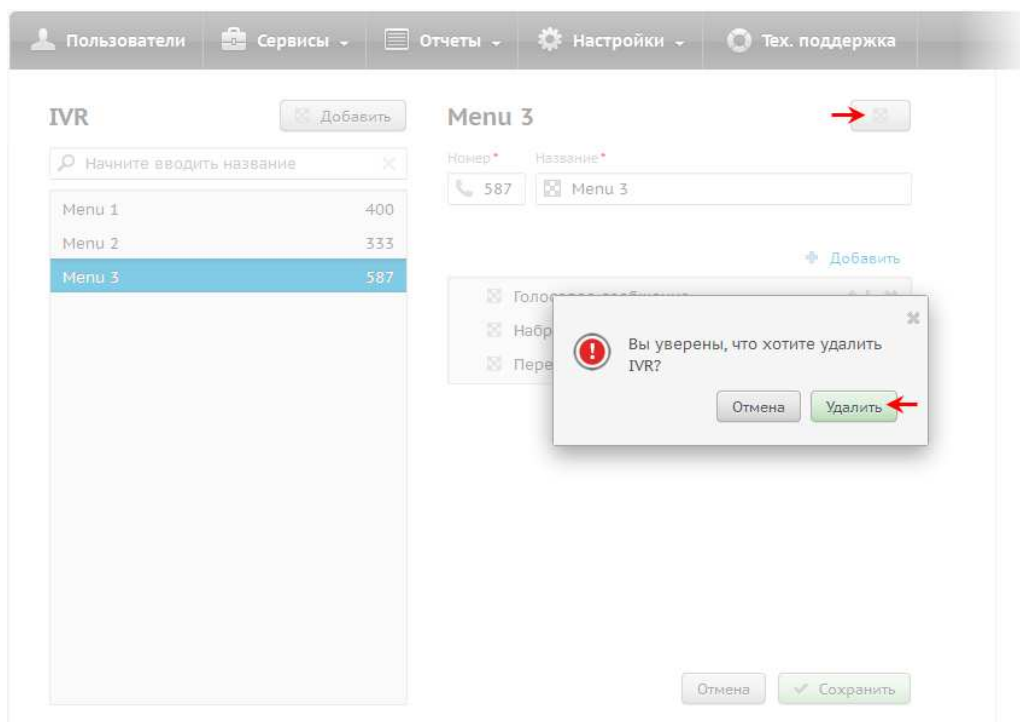 Пользователи Сервисы Отчеты Настройки Тех. поддержка
IVR Добавить
Начните вводить название
Menu 1 400
Menu 2 333
Menu 3 587
Menu 3
Номер* Название*
587 Menu 3
Добавить
Вы уверены, что хотите удалить
IVR?
Отмена Удалить
Отмена Сохранить